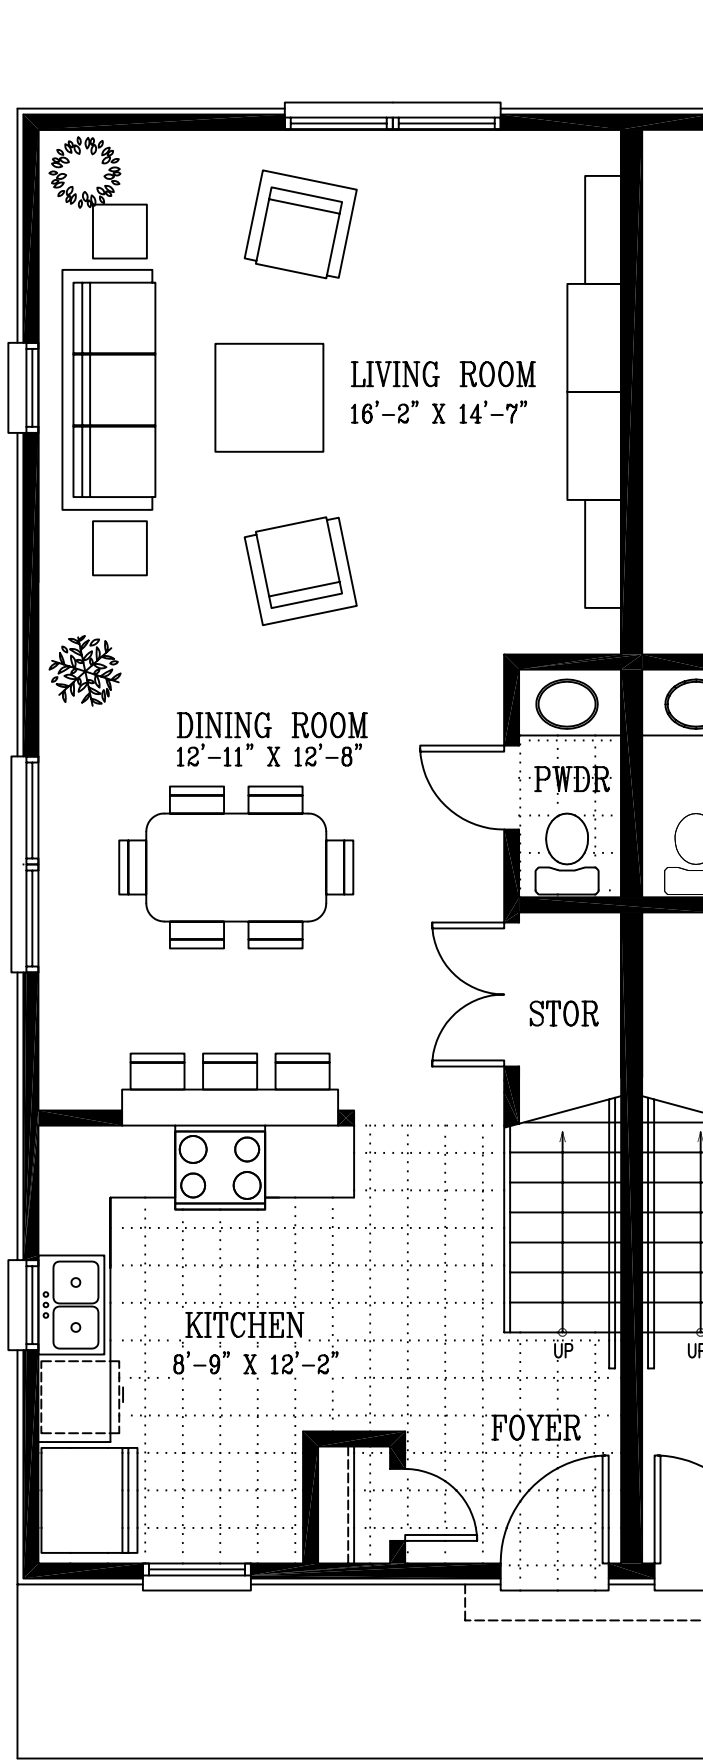 LIVING ROOM
16'-2" X 14'-7"
DINING ROOM
12'-11" X 12'-8"
PWDR
STOR
KITCHEN
8'-9" X 12'-2"
UP
UP
FOYER